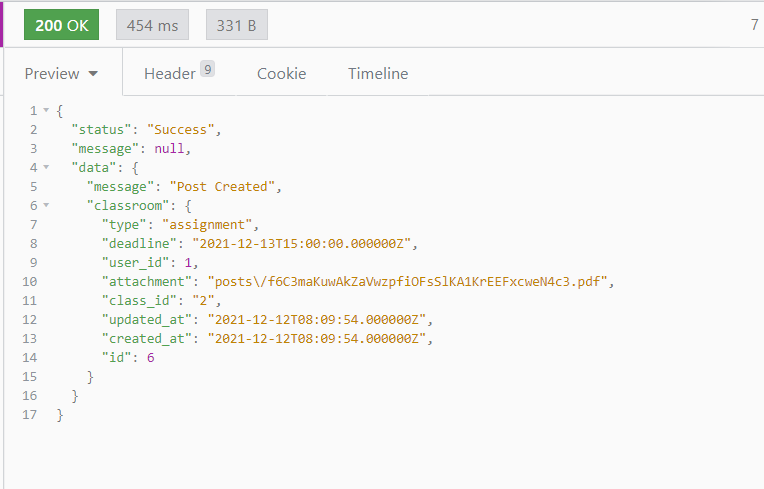 200 OK 454 ms 331 B 7
Preview Header 9 Cookie Timeline
1 {
2 "status": "Success",
3 "message": null,
4 "data": {
5 "message": "Post Created",
6 "classroom": {
7 "type": "assignment",
8 "deadline": "2021-12-13T15:00:00.000000Z",
9 "user_id": 1,
10 "attachment": "posts\/f6C3maKuwAkZaVwzpfiOFsSlKA1KrEEFxcweN4c3.pdf",
11 "class_id": "2",
12 "updated_at": "2021-12-12T08:09:54.000000Z",
13 "created_at": "2021-12-12T08:09:54.000000Z",
14 "id": 6
15 }
16 }
17 }